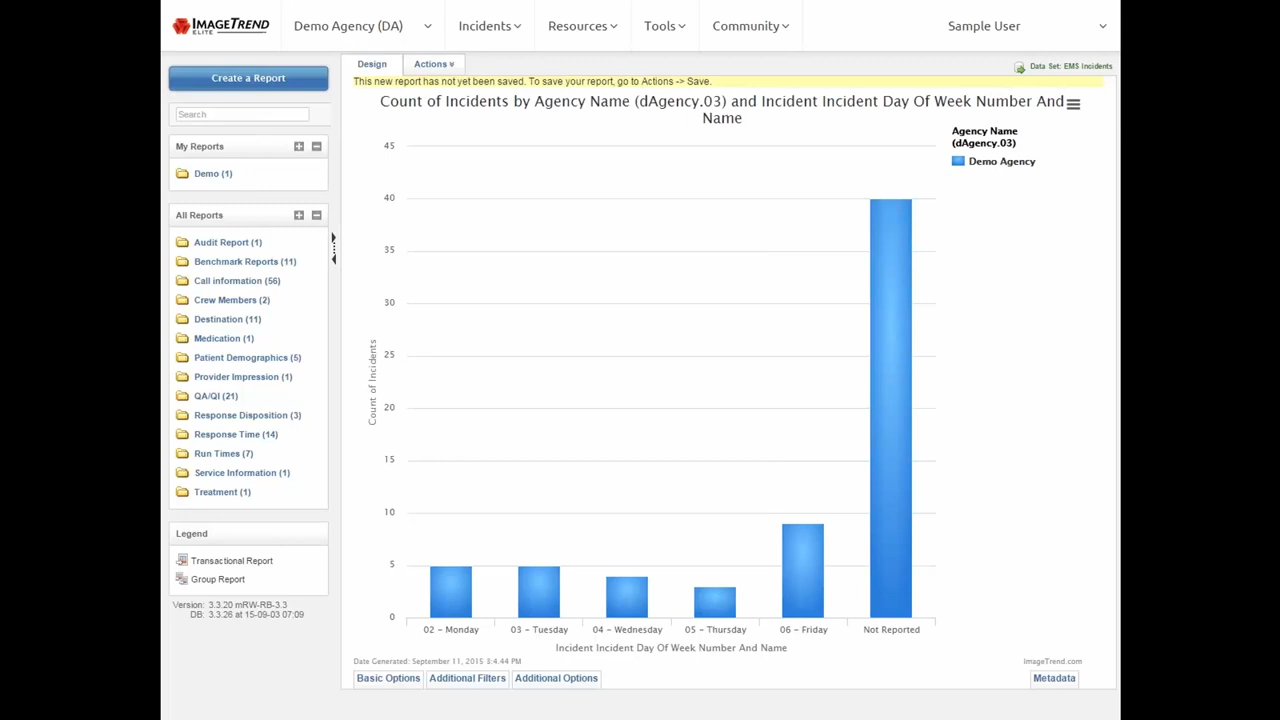 IMAGETREND
ELITE
Demo Agency (DA)
Incidents
Resources
Tools
Community
Sample User
Create a Report
Search
My Reports
Demo (1)
All Reports
Audit Report (1)
Benchmark Reports (11)
Call information (56)
Crew Members (2)
Destination (11)
Medication (1)
Patient Demographics (5)
Provider Impression (1)
QA/QI (21)
Response Disposition (3)
Response Time (14)
Run Times (7)
Service Information (1)
Treatment (1)
Legend
Transactional Report
Group Report
Version: 3.3.20 mRW-RB-3.3
DB: 3.3.26 at 15-09-03 07:09
Design
Actions
Data Set: EMS Incidents
This new report has not yet been saved. To save your report, go to Actions -> Save.
Count of Incidents by Agency Name (dAgency.03) and Incident Incident Day Of Week Number And
Name
Agency Name
(dAgency.03)
Demo Agency
45
40
35
30
25
20
15
10
5
0
Count of Incidents
02 - Monday
03 - Tuesday
04 - Wednesday
05 - Thursday
06 - Friday
Not Reported
Incident Incident Day Of Week Number And Name
Date Generated: September 11, 2015 3:4:44 PM
ImageTrend.com
Basic Options
Additional Filters
Additional Options
Metadata